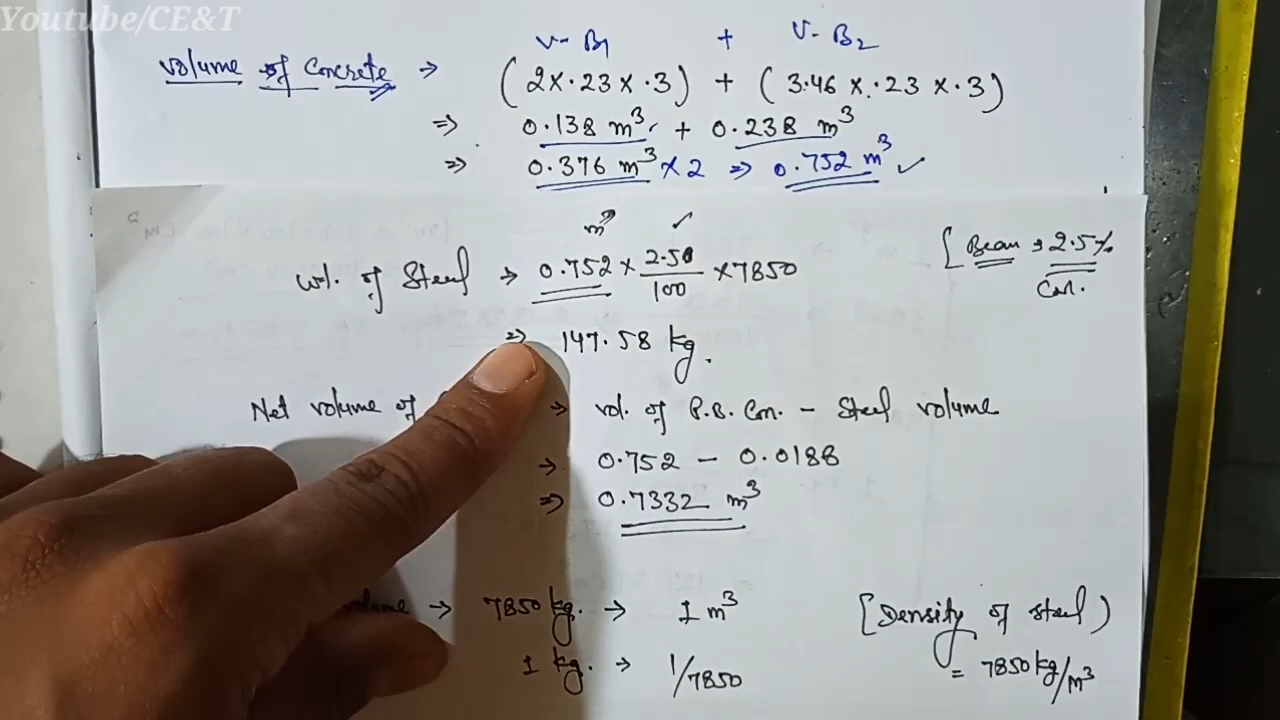 Youtube/CE&T
V- B1 + V- B2
Volume of Concrete → (2×.23×.3) + (3.46×.23×.3)
⇒ 0.138 m³ + 0.238 m³
⇒ 0.376 m³ × 2 ⇒ 0.752 m³ ✓
m³ ✓
wt. of Steel → 0.752 × 2.50/100 × 7850 [Beam → 2.5%
Con.
⇒ 147.58 kg.
Net volume of → vol. of P.B. Con. - Steel volume
→ 0.752 - 0.0188
⇒ 0.7332 m³
volume → 7850 kg. → 1 m³ [Density of steel)
1 kg. → 1/7850 = 7850 kg/m³